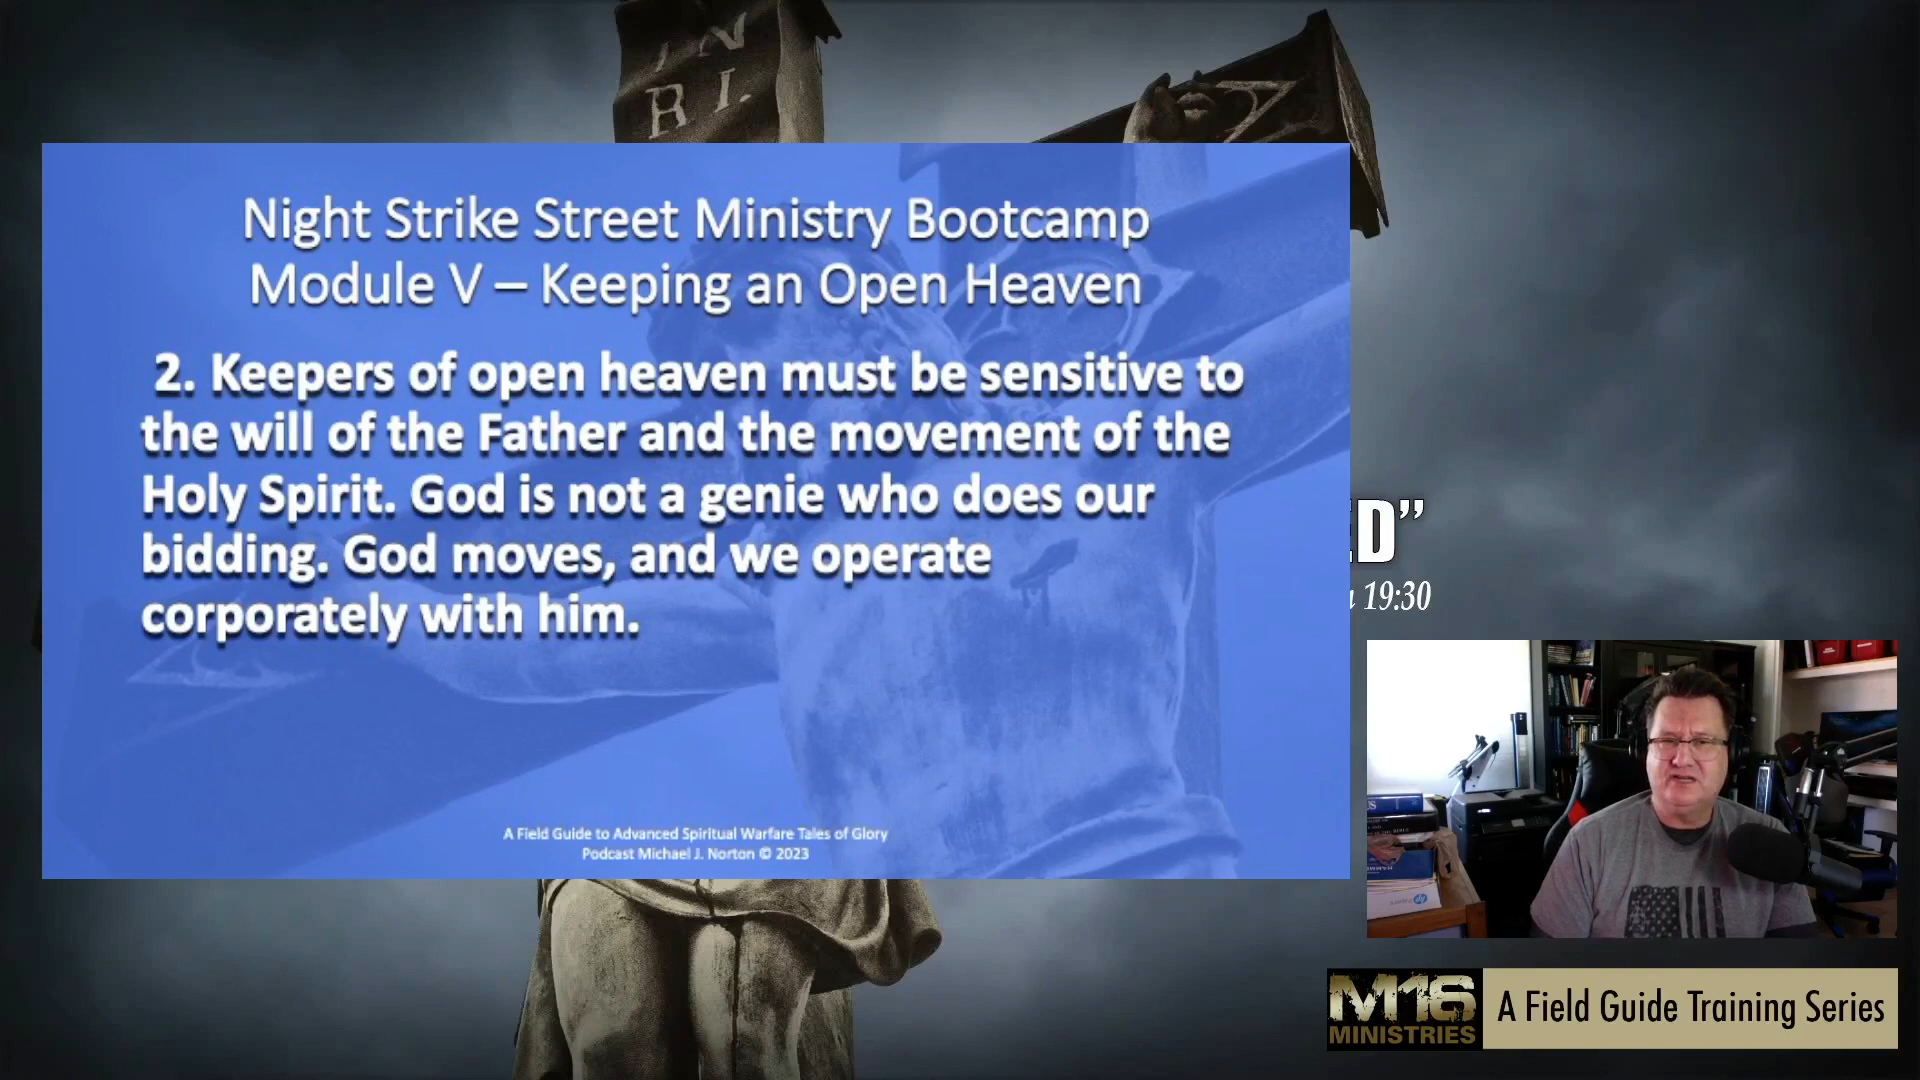 IN
RI.
Night Strike Street Ministry Bootcamp
Module V – Keeping an Open Heaven
2. Keepers of open heaven must be sensitive to
the will of the Father and the movement of the
Holy Spirit. God is not a genie who does our
bidding. God moves, and we operate
corporately with him.
A Field Guide to Advanced Spiritual Warfare Tales of Glory
Podcast Michael J. Norton © 2023
ED”
19:30
M16
MINISTRIES
A Field Guide Training Series